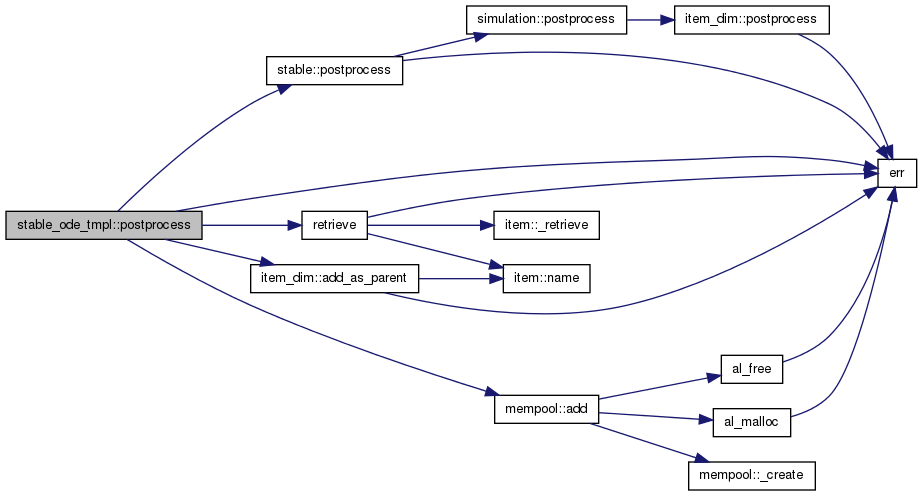 simulation::postprocess
item_dim::postprocess
stable::postprocess
err
stable_ode_tmpl::postprocess
retrieve
item::_retrieve
item_dim::add_as_parent
item::name
al_free
mempool::add
al_malloc
mempool::_create